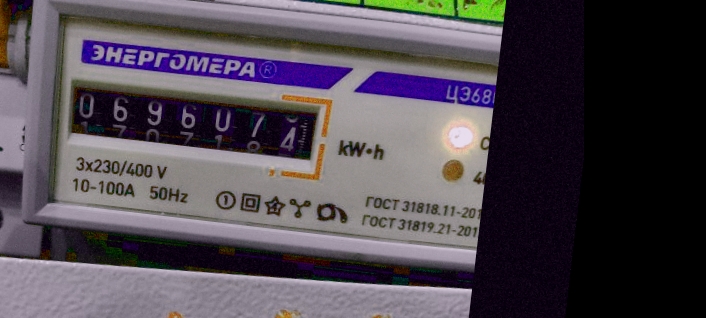 ЭНЕРГОМЕРА®
ЦЭ68
0696074
kW•h
3x230/400 V
10-100A 50Hz
ГОСТ 31818.11-201
ГОСТ 31819.21-201